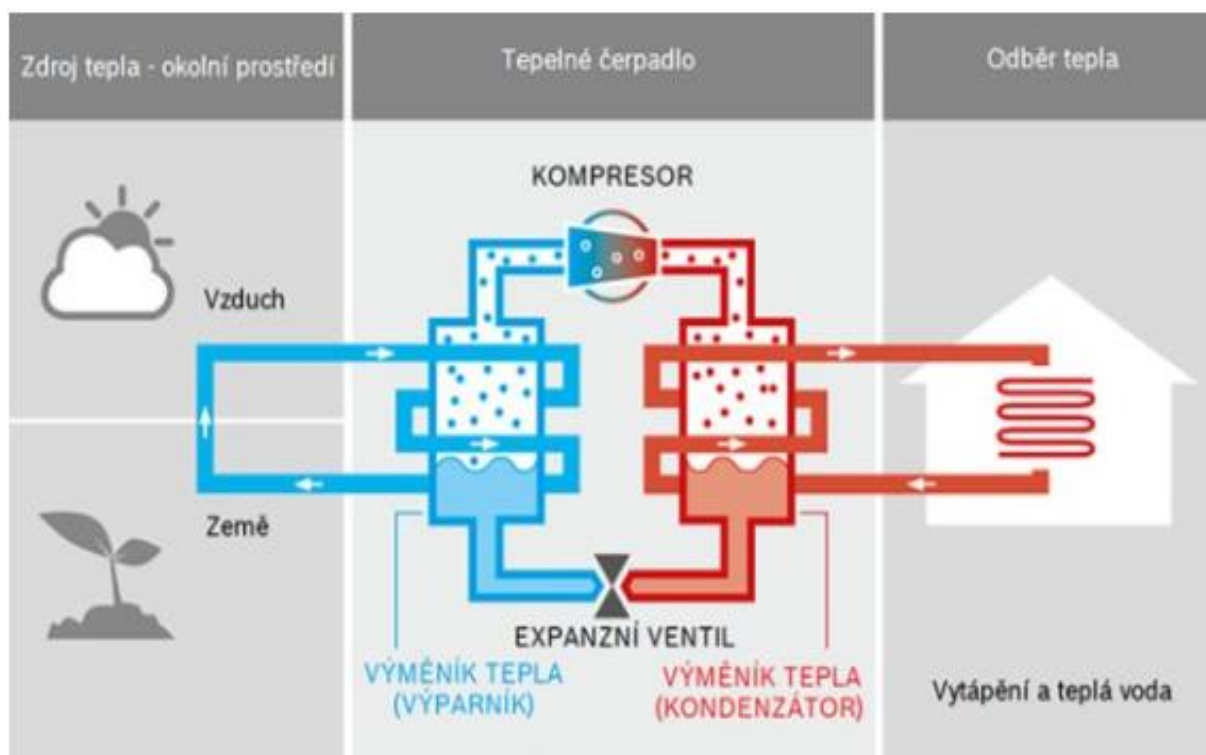 Zdroj tepla - okolní prostředí
Tepelné čerpadlo
Odběr tepla
KOMPRESOR
Vzduch
Země
EXPANZNÍ VENTIL
VÝMĚNÍK TEPLA
(VÝPARNÍK)
VÝMĚNÍK TEPLA
(KONDENZÁTOR)
Vytápění a teplá voda